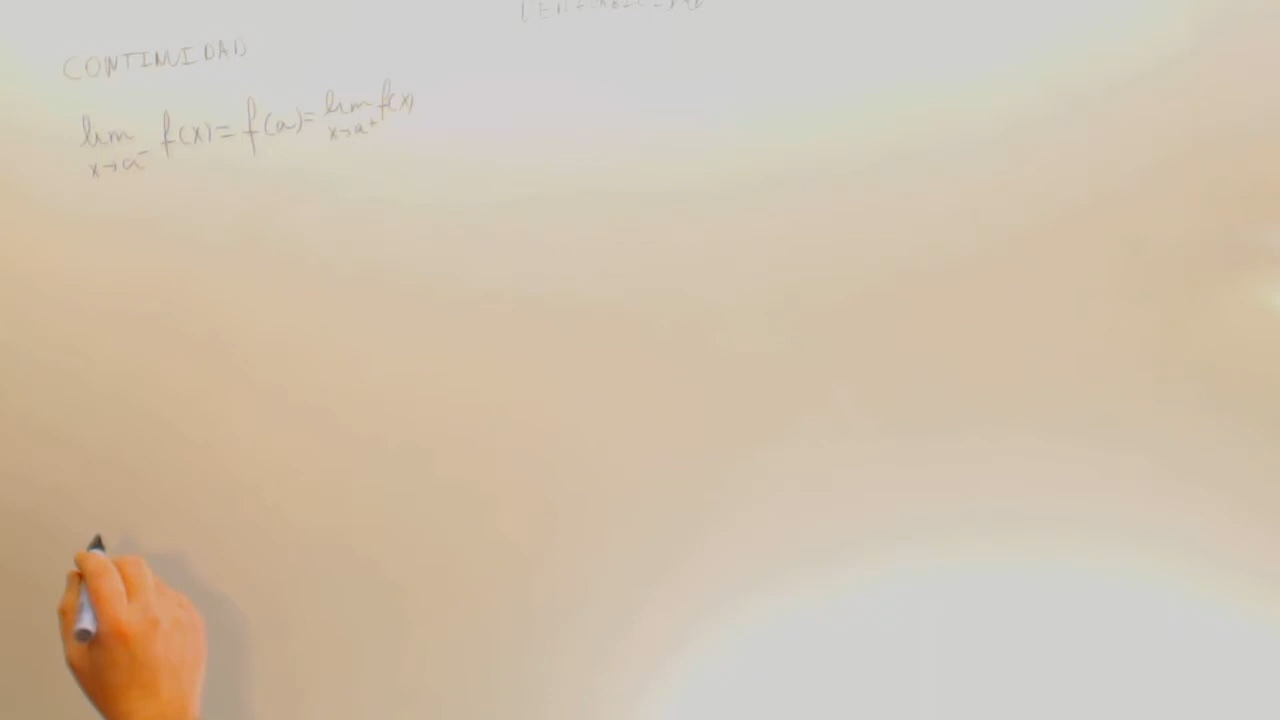 CONTINUIDAD
lim x→a⁻ f(x) = f(a) = lim x→a⁺ f(x)